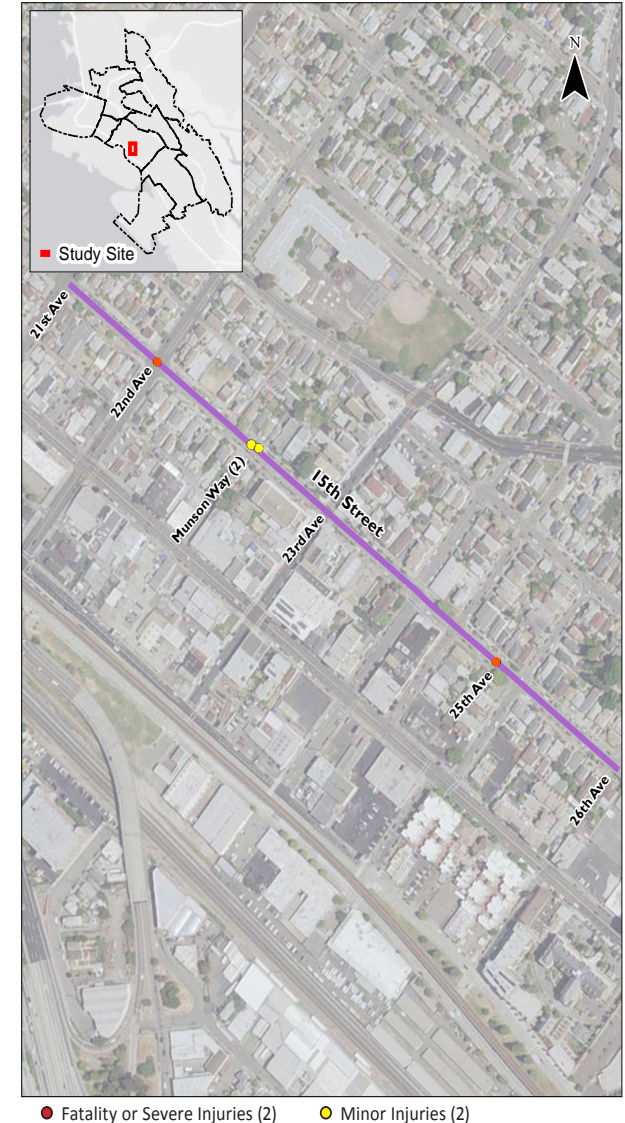 N
Study Site
21st Ave
22nd Ave
Munson Way (2)
15th Street
23rd Ave
25th Ave
26th Ave
Fatality or Severe Injuries (2)
Minor Injuries (2)